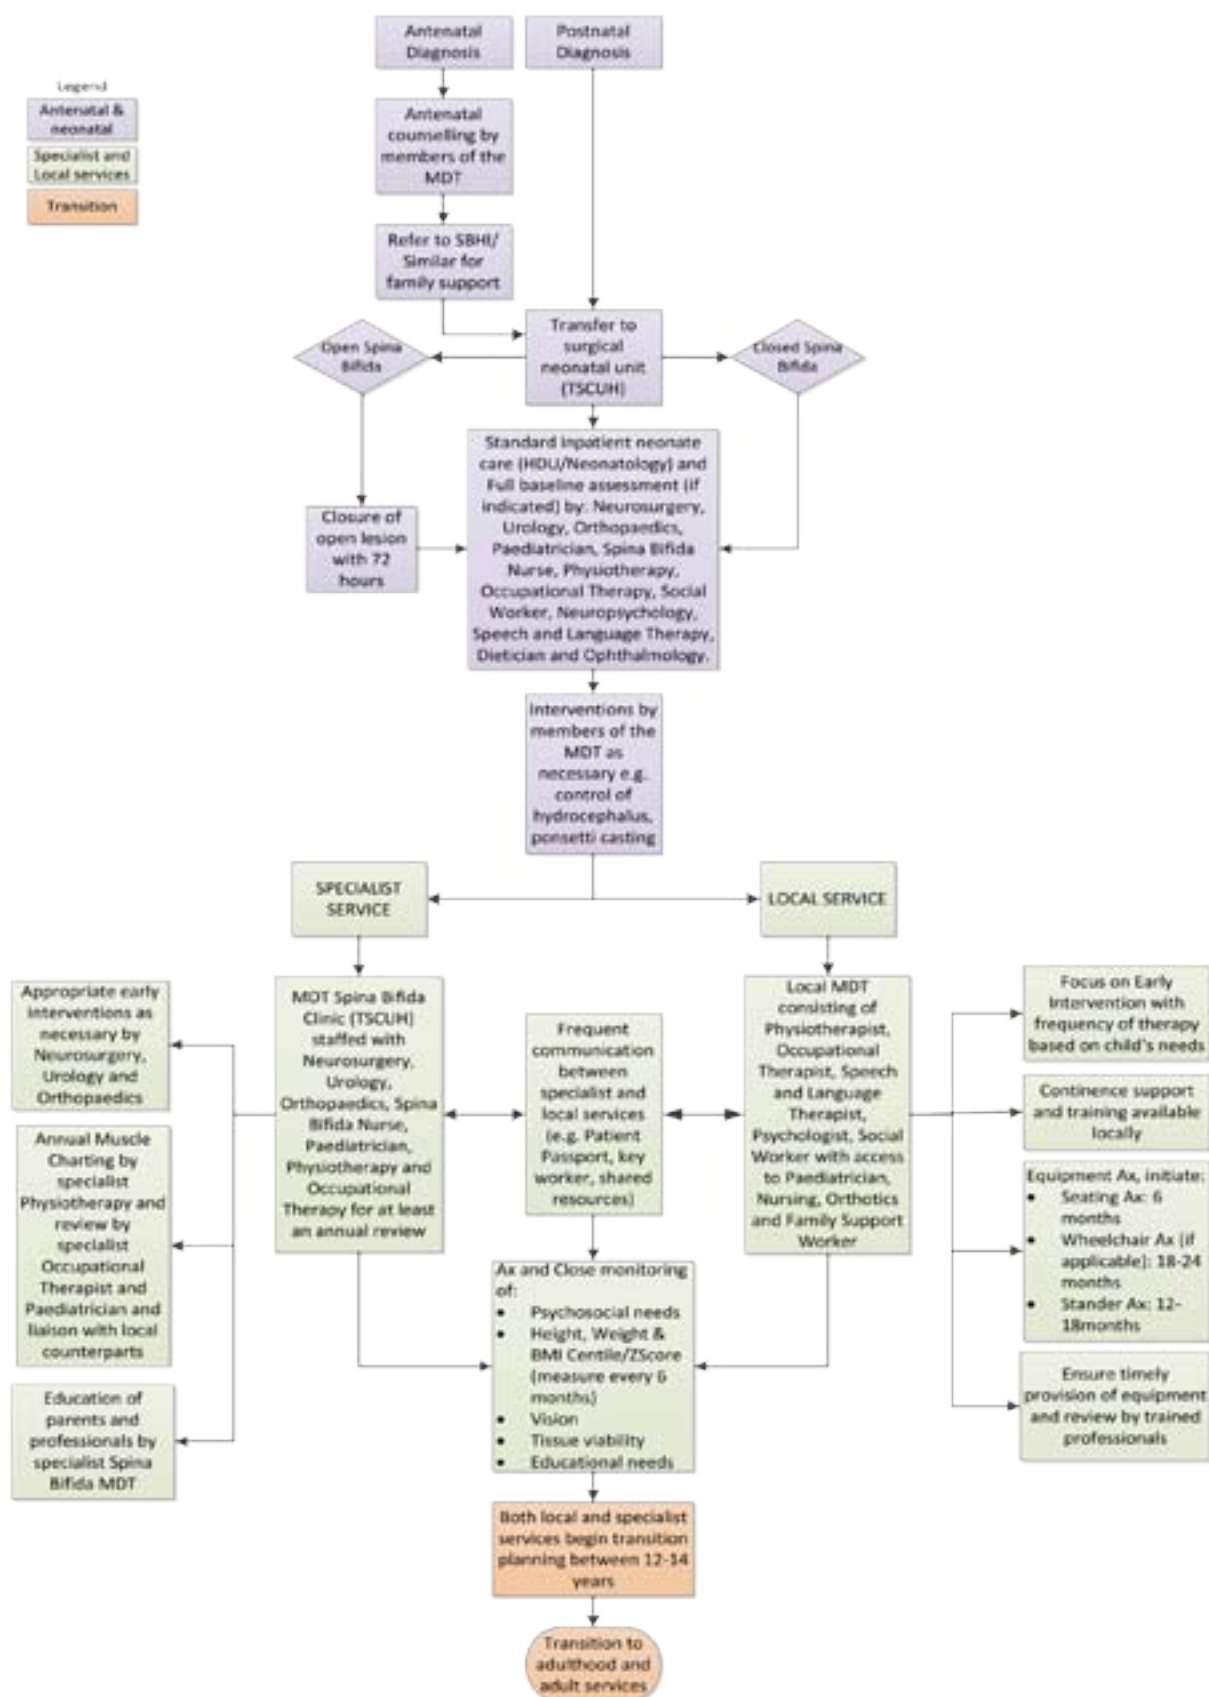 Antenatal
Diagnosis
Postnatal
Diagnosis
Legend
Antenatal &
neonatal
Specialist and
Local services
Transition
Antenatal
counselling by
members of the
MDT
Refer to SBHI/
Similar for
family support
Transfer to
surgical
neonatal unit
(TSCUH)
Open Spina
Bifida
Closed Spina
Bifida
Closure of
open lesion
with 72
hours
Standard inpatient neonate
care (HDU/Neonatology) and
Full baseline assessment (if
indicated) by: Neurosurgery,
Urology, Orthopaedics,
Paediatrician, Spina Bifida
Nurse, Physiotherapy,
Occupational Therapy, Social
Worker, Neuropsychology,
Speech and Language Therapy,
Dietician and Ophthalmology.
Interventions by
members of the
MDT as
necessary e.g.
control of
hydrocephalus,
ponsetti casting
SPECIALIST
SERVICE
LOCAL SERVICE
Appropriate early
interventions as
necessary by
Neurosurgery,
Urology and
Orthopaedics
Annual Muscle
Charting by
specialist
Physiotherapy and
review by
specialist
Occupational
Therapist and
Paediatrician and
liaison with local
counterparts
Education of
parents and
professionals by
specialist Spina
Bifida MDT
MDT Spina Bifida
Clinic (TSCUH)
staffed with
Neurosurgery,
Urology,
Orthopaedics, Spina
Bifida Nurse,
Paediatrician,
Physiotherapy and
Occupational
Therapy for at least
an annual review
Frequent
communication
between
specialist and
local services
(e.g. Patient
Passport, key
worker, shared
resources)
Local MDT
consisting of
Physiotherapist,
Occupational
Therapist, Speech
and Language
Therapist,
Psychologist, Social
Worker with access
to Paediatrician,
Nursing, Orthotics
and Family Support
Worker
Focus on Early
Intervention with
frequency of therapy
based on child's needs
Continence support
and training available
locally
Equipment Ax, initiate:
• Seating Ax: 6
months
• Wheelchair Ax (if
applicable): 18-24
months
• Stander Ax: 12-
18months
Ensure timely
provision of equipment
and review by trained
professionals
Ax and Close monitoring
of:
• Psychosocial needs
• Height, Weight &
BMI Centile/ZScore
(measure every 6
months)
• Vision
• Tissue viability
• Educational needs
Both local and specialist
services begin transition
planning between 12-14
years
Transition to
adulthood and
adult services